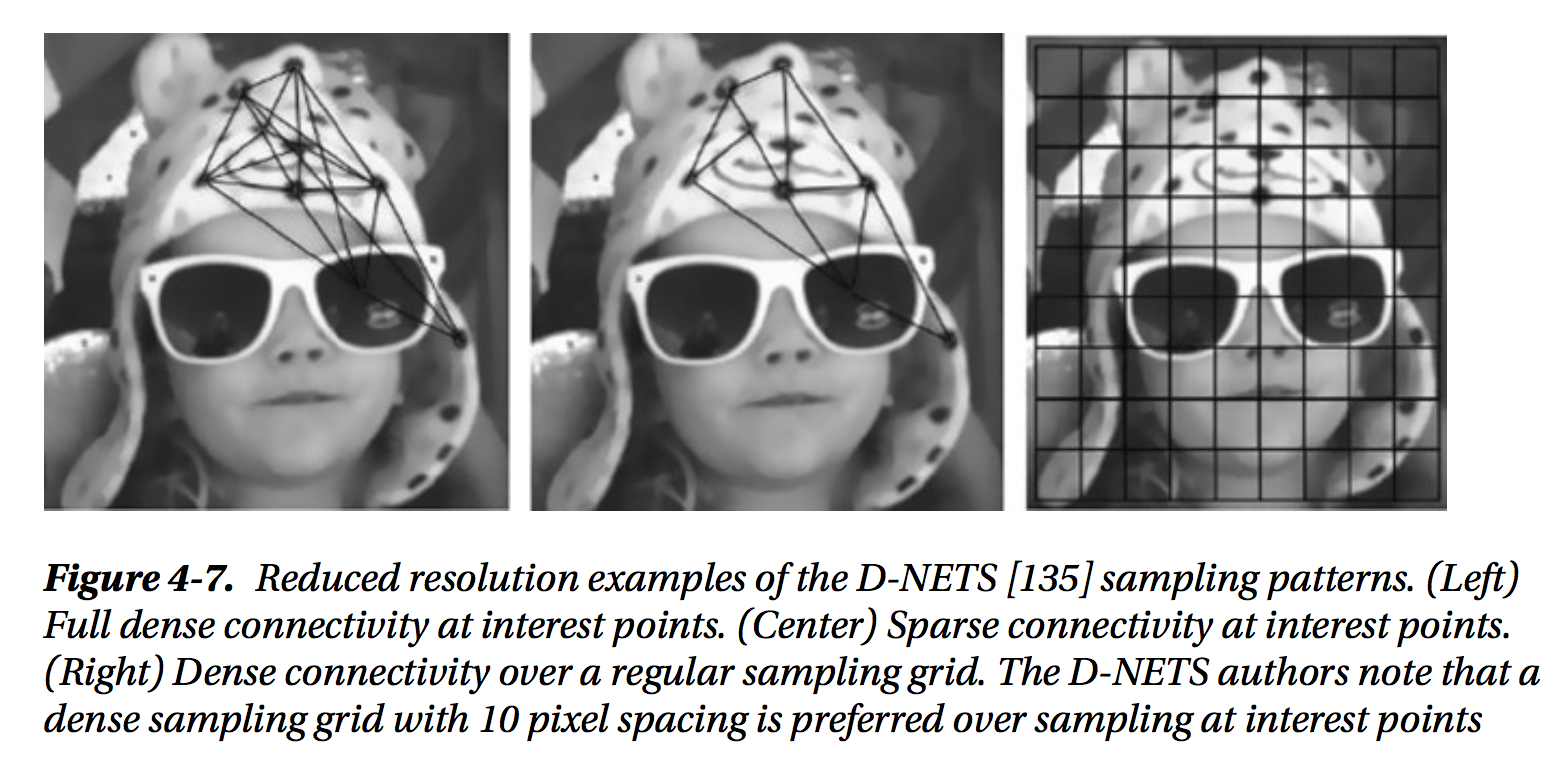 Figure 4-7. Reduced resolution examples of the D-NETS [135] sampling patterns. (Left)
Full dense connectivity at interest points. (Center) Sparse connectivity at interest points.
(Right) Dense connectivity over a regular sampling grid. The D-NETS authors note that a
dense sampling grid with 10 pixel spacing is preferred over sampling at interest points